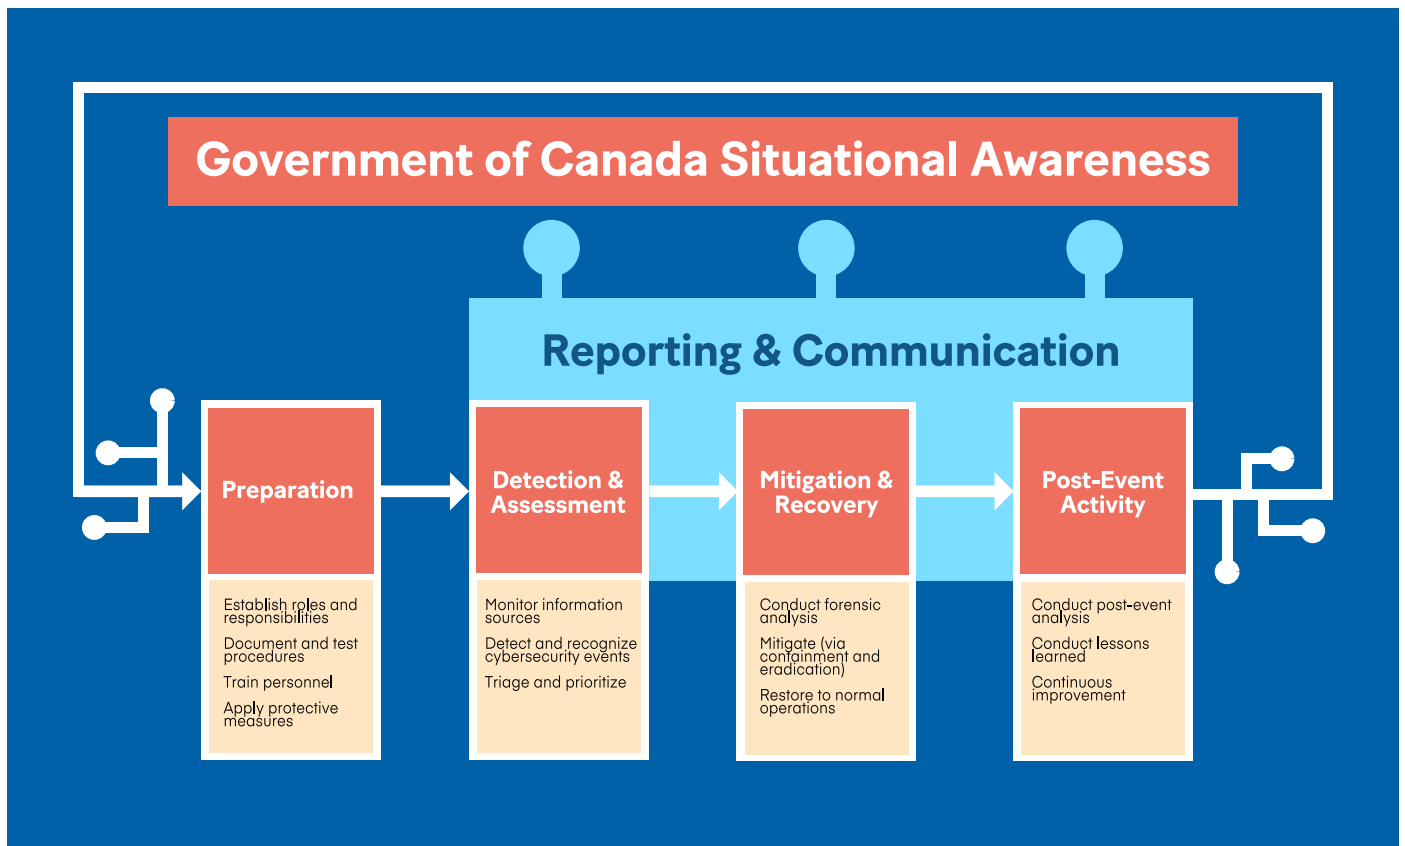 Government of Canada Situational Awareness
Reporting & Communication
Preparation
Establish roles and
responsibilities
Document and test
procedures
Train personnel
Apply protective
measures
Detection &
Assessment
Monitor information
sources
Detect and recognize
cybersecurity events
Triage and prioritize
Mitigation &
Recovery
Conduct forensic
analysis
Mitigate (via
containment and
eradication)
Restore to normal
operations
Post-Event
Activity
Conduct post-event
analysis
Conduct lessons
learned
Continuous
improvement